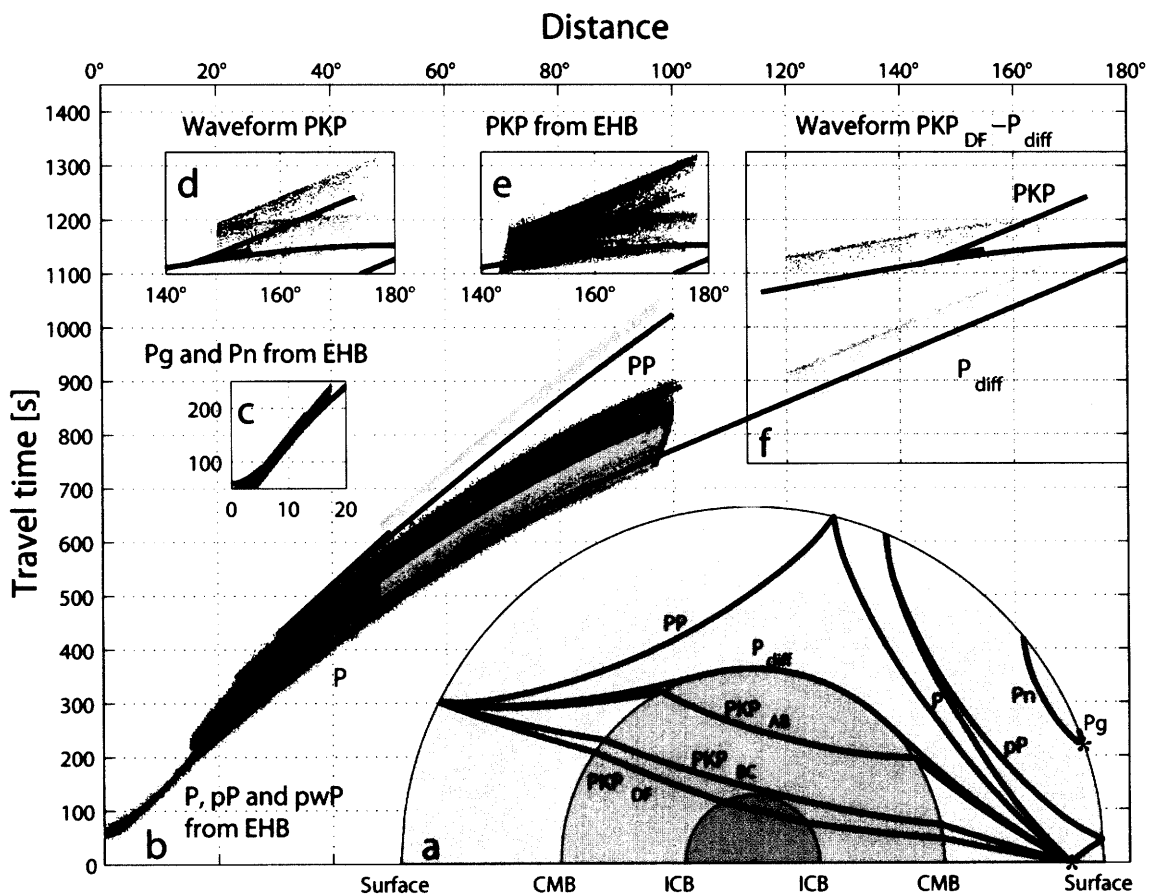 Distance
0° 20° 40° 60° 80° 100° 120° 140° 160° 180°
Travel time [s]
1400
1300
1200
1100
1000
900
800
700
600
500
400
300
200
100
0
Waveform PKP
d
140° 160° 180°
PKP from EHB
e
140° 160° 180°
Waveform PKP DF – P diff
PKP
P diff
f
Pg and Pn from EHB
c
200
100
0 10 20
PP
P
P, pP and pwP
from EHB
b
a
PP
P diff
PKP AB
PKP BC
PKP DF
P
pP
Pn
Pg
Surface CMB ICB ICB CMB Surface